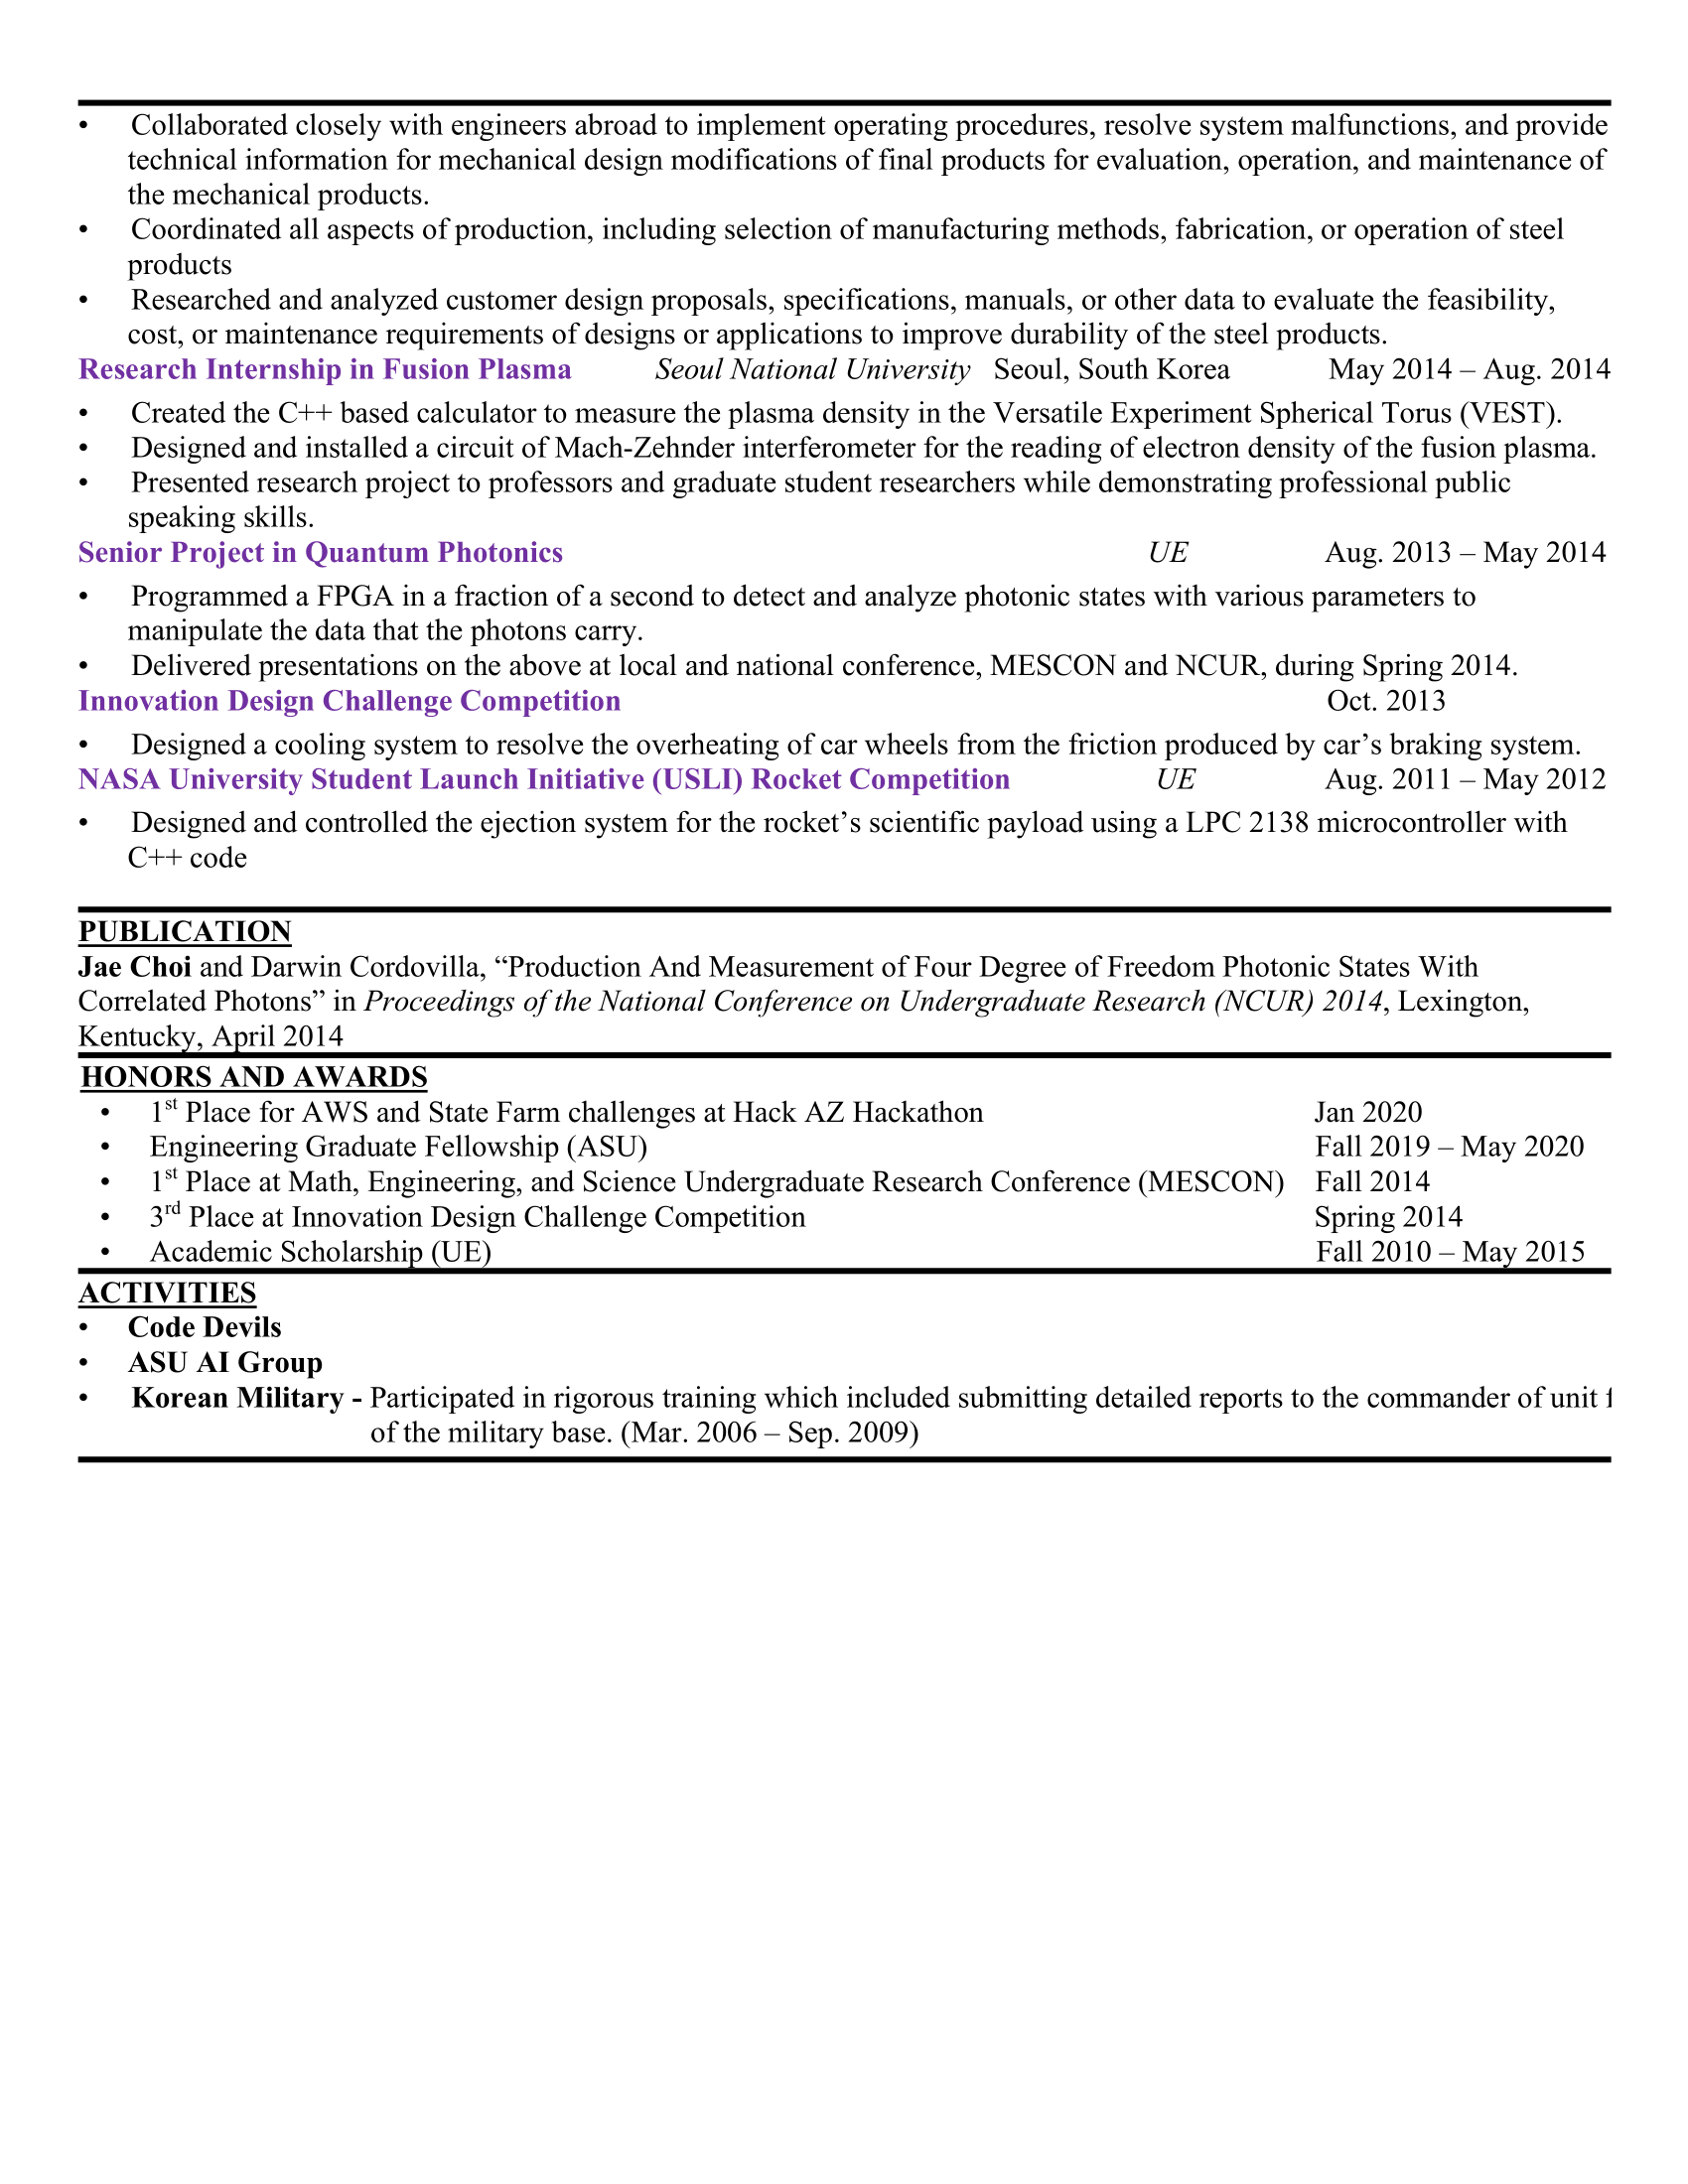 • Collaborated closely with engineers abroad to implement operating procedures, resolve system malfunctions, and provide
technical information for mechanical design modifications of final products for evaluation, operation, and maintenance of
the mechanical products.
• Coordinated all aspects of production, including selection of manufacturing methods, fabrication, or operation of steel
products
• Researched and analyzed customer design proposals, specifications, manuals, or other data to evaluate the feasibility,
cost, or maintenance requirements of designs or applications to improve durability of the steel products.
Research Internship in Fusion Plasma Seoul National University Seoul, South Korea May 2014 – Aug. 2014
• Created the C++ based calculator to measure the plasma density in the Versatile Experiment Spherical Torus (VEST).
• Designed and installed a circuit of Mach-Zehnder interferometer for the reading of electron density of the fusion plasma.
• Presented research project to professors and graduate student researchers while demonstrating professional public
speaking skills.
Senior Project in Quantum Photonics UE Aug. 2013 – May 2014
• Programmed a FPGA in a fraction of a second to detect and analyze photonic states with various parameters to
manipulate the data that the photons carry.
• Delivered presentations on the above at local and national conference, MESCON and NCUR, during Spring 2014.
Innovation Design Challenge Competition Oct. 2013
• Designed a cooling system to resolve the overheating of car wheels from the friction produced by car’s braking system.
NASA University Student Launch Initiative (USLI) Rocket Competition UE Aug. 2011 – May 2012
• Designed and controlled the ejection system for the rocket’s scientific payload using a LPC 2138 microcontroller with
C++ code
PUBLICATION
Jae Choi and Darwin Cordovilla, “Production And Measurement of Four Degree of Freedom Photonic States With
Correlated Photons” in Proceedings of the National Conference on Undergraduate Research (NCUR) 2014, Lexington,
Kentucky, April 2014
HONORS AND AWARDS
• 1st Place for AWS and State Farm challenges at Hack AZ Hackathon Jan 2020
• Engineering Graduate Fellowship (ASU) Fall 2019 – May 2020
• 1st Place at Math, Engineering, and Science Undergraduate Research Conference (MESCON) Fall 2014
• 3rd Place at Innovation Design Challenge Competition Spring 2014
• Academic Scholarship (UE) Fall 2010 – May 2015
ACTIVITIES
• Code Devils
• ASU AI Group
• Korean Military - Participated in rigorous training which included submitting detailed reports to the commander of unit
of the military base. (Mar. 2006 – Sep. 2009)